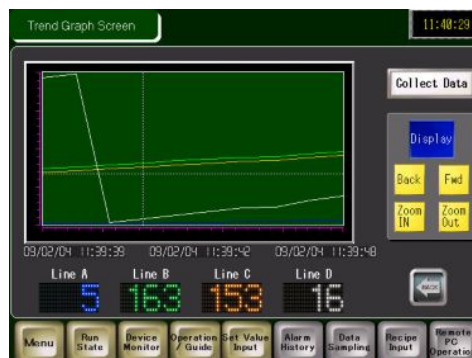 Trend Graph Screen
11:40:29
Collect Data
Display
Back Fwd
Zoom IN Zoom Out
09/02/04 11:39:39 09/02/04 11:39:42 09/02/04 11:39:48
Line A Line B Line C Line D
5 163 153 16
BACK
Menu Run State Device Monitor Operation / Guide Set Value Input Alarm History Data Sampling Recipe Input Remote PC Operation